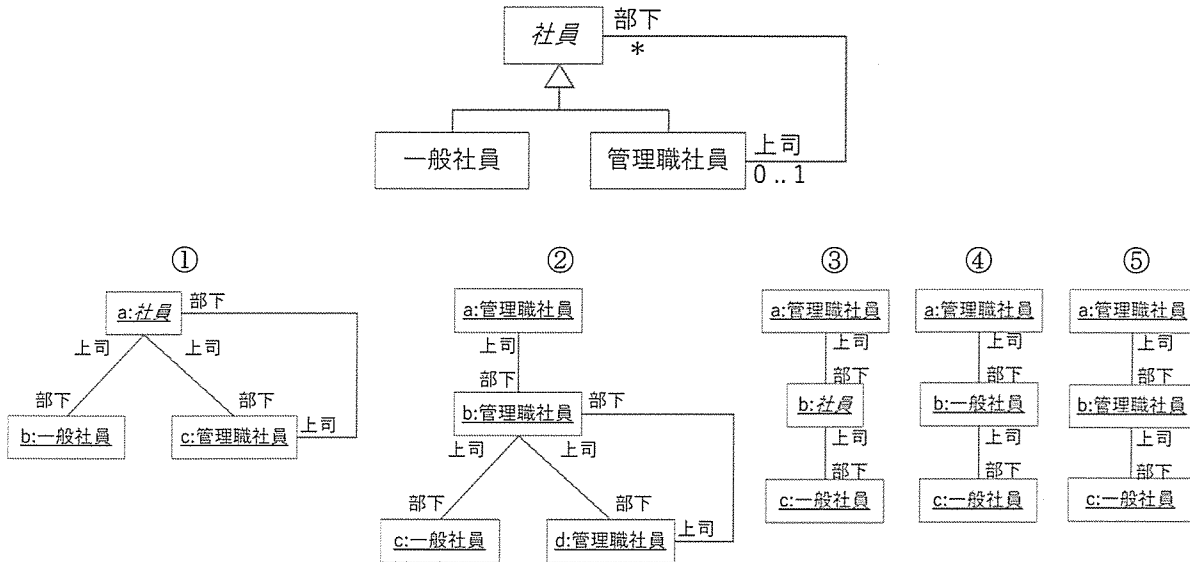 社員
部下
*
一般社員
管理職社員
上司
0 .. 1
①
a:社員
部下
上司
上司
部下
部下
b:一般社員
c:管理職社員
上司
②
a:管理職社員
上司
部下
b:管理職社員
部下
上司
上司
部下
部下
c:一般社員
d:管理職社員
上司
③
a:管理職社員
上司
部下
b:社員
上司
部下
c:一般社員
④
a:管理職社員
上司
部下
b:一般社員
上司
部下
c:一般社員
⑤
a:管理職社員
上司
部下
b:管理職社員
上司
部下
c:一般社員